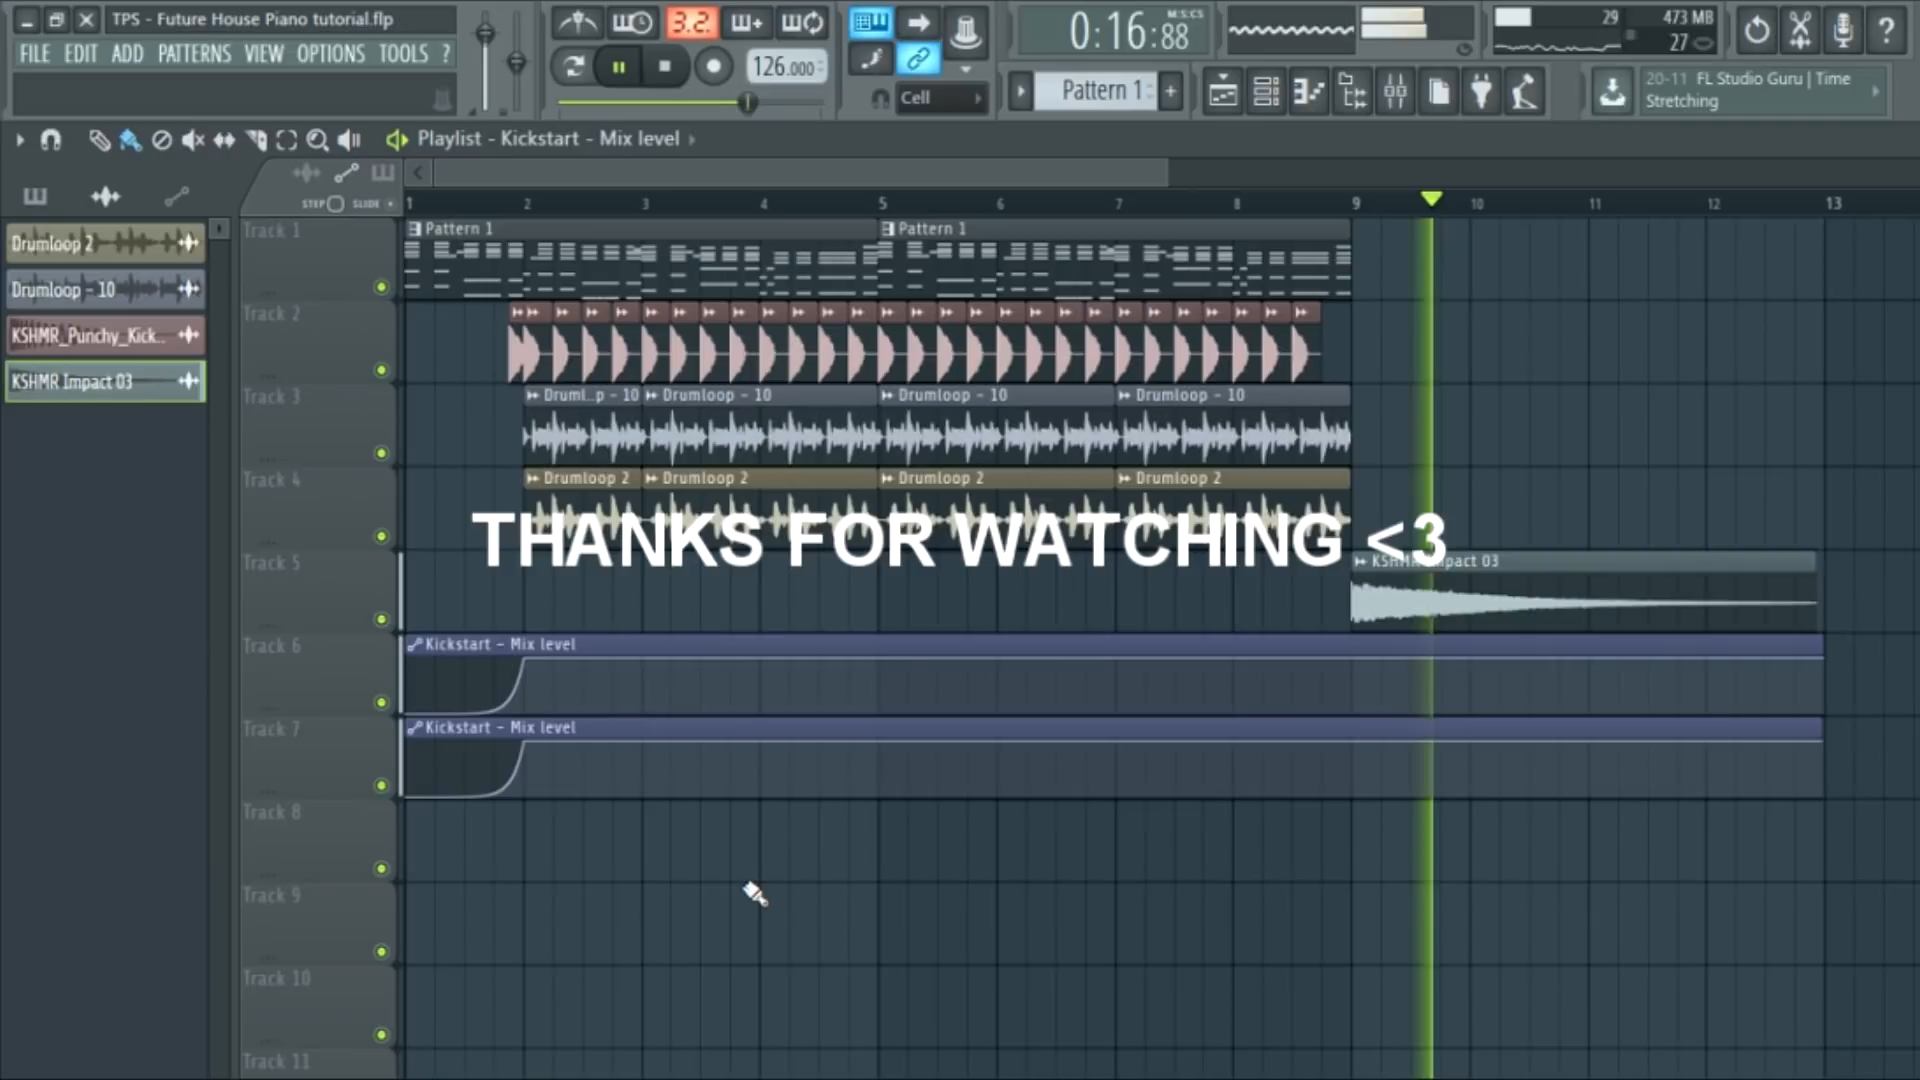 TPS - Future House Piano tutorial.flp
FILE EDIT ADD PATTERNS VIEW OPTIONS TOOLS ?
3.2.
126.000
0:16:88
M:S:CS
Cell
Pattern 1
29
473 MB
27
20-11 FL Studio Guru | Time
Stretching
Playlist - Kickstart - Mix level
STEP SLIDE
1 2 3 4 5 6 7 8 9 10 11 12 13
Drumloop 2
Drumloop - 10
KSHMR_Punchy_Kick..
KSHMR Impact 03
Track 1
Pattern 1
Pattern 1
Track 2
Track 3
Druml..p - 10
Drumloop - 10
Drumloop - 10
Drumloop - 10
Track 4
Drumloop 2
Drumloop 2
Drumloop 2
Drumloop 2
THANKS FOR WATCHING <3
Track 5
KSHMR Impact 03
Track 6
Kickstart - Mix level
Track 7
Kickstart - Mix level
Track 8
Track 9
Track 10
Track 11